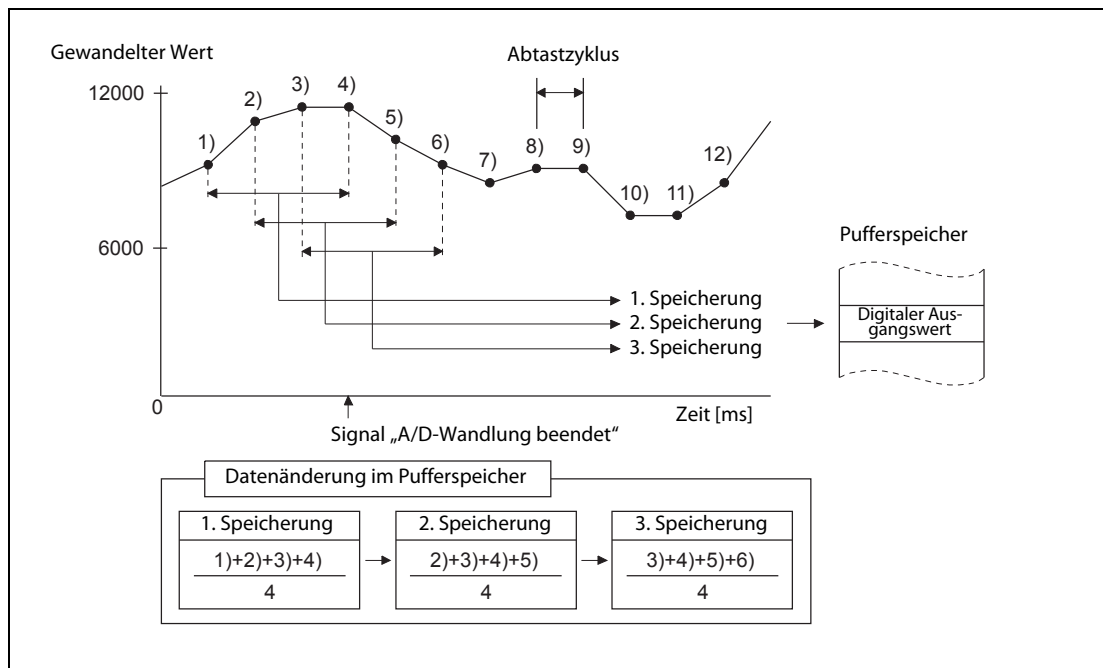 Gewandelter Wert
Abtastzyklus
12000
1)
2)
3)
4)
5)
6)
7)
8)
9)
10)
11)
12)
6000
Pufferspeicher
Digitaler Aus-
gangswert
1. Speicherung
2. Speicherung
3. Speicherung
0
Zeit [ms]
Signal „A/D-Wandlung beendet“
Datenänderung im Pufferspeicher
1. Speicherung
1)+2)+3)+4)
4
2. Speicherung
2)+3)+4)+5)
4
3. Speicherung
3)+4)+5)+6)
4